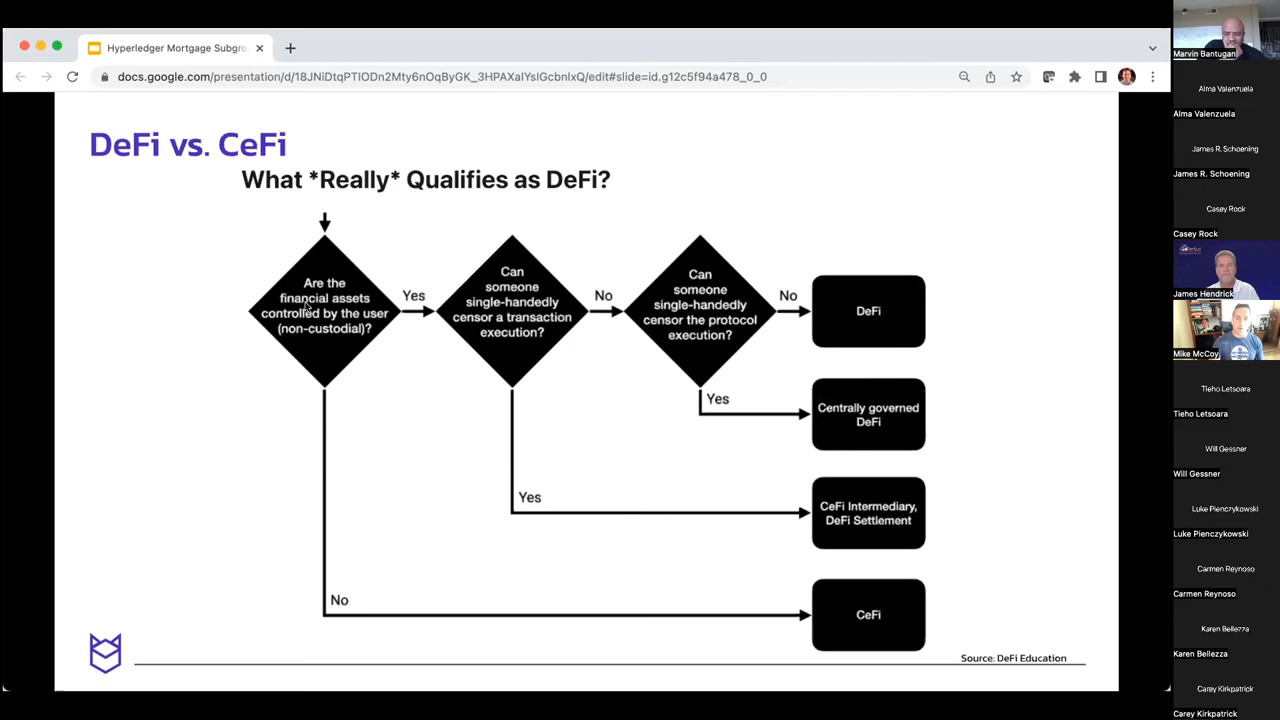 Hyperledger Mortgage Subgro
docs.google.com/presentation/d/18JNiDtqPTIODn2Mty6nOqByGK_3HPAXalYsIGcbnlxQ/edit#slide=id.g12c5f94a478_0_0
DeFi vs. CeFi
What *Really* Qualifies as DeFi?
Are the
financial assets
controlled by the user
(non-custodial)?
Yes
Can
someone
single-handedly
censor a transaction
execution?
No
Can
someone
single-handedly
censor the protocol
execution?
No
DeFi
Yes
Centrally governed
DeFi
Yes
CeFi Intermediary,
DeFi Settlement
No
CeFi
Source: DeFi Education
Marvin Bantugan
Alma Valenzuela
Alma Valenzuela
James R. Schoening
James R. Schoening
Casey Rock
Casey Rock
James Hendrick
Mike McCoy
Tieho Letsoara
Tieho Letsoara
Will Gessner
Will Gessner
Luke Pienczykowski
Luke Pienczykowski
Carmen Reynoso
Carmen Reynoso
Karen Bellezza
Karen Bellezza
Carey Kirkpatrick
Carey Kirkpatrick